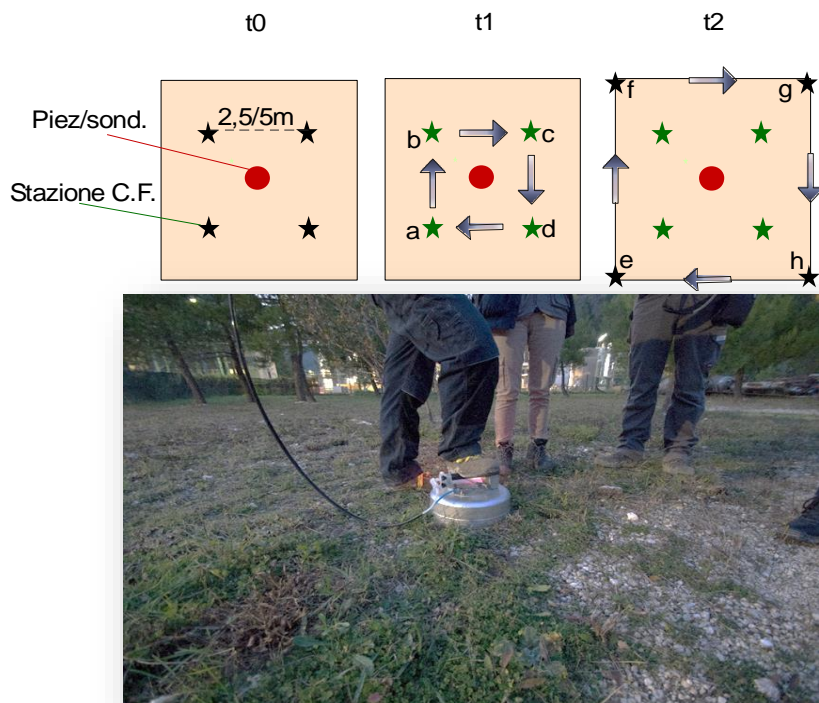 t0 t1 t2
Piez/sond.
Stazione C.F.
2,5/5m
b c
a d
f g
e h